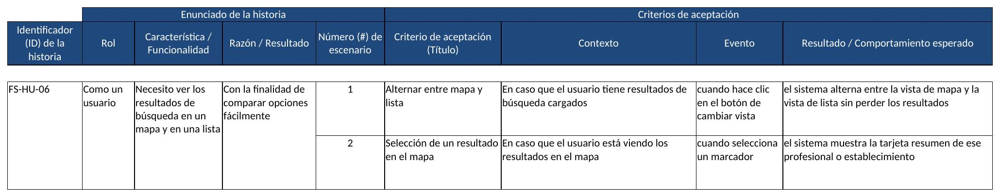 Enunciado de la historia
Criterios de aceptación
Identificador
(ID) de la
historia
Rol
Característica /
Funcionalidad
Razón / Resultado
Número (#) de
escenario
Criterio de aceptación
(Título)
Contexto
Evento
Resultado / Comportamiento esperado
FS-HU-06
Como un
usuario
Necesito ver los
resultados de
búsqueda en un
mapa y en una lista
Con la finalidad de
comparar opciones
fácilmente
1
Alternar entre mapa y
lista
En caso que el usuario tiene resultados de
búsqueda cargados
cuando hace clic
en el botón de
cambiar vista
el sistema alterna entre la vista de mapa y la
vista de lista sin perder los resultados
2
Selección de un resultado
en el mapa
En caso que el usuario está viendo los
resultados en el mapa
cuando selecciona
un marcador
el sistema muestra la tarjeta resumen de ese
profesional o establecimiento